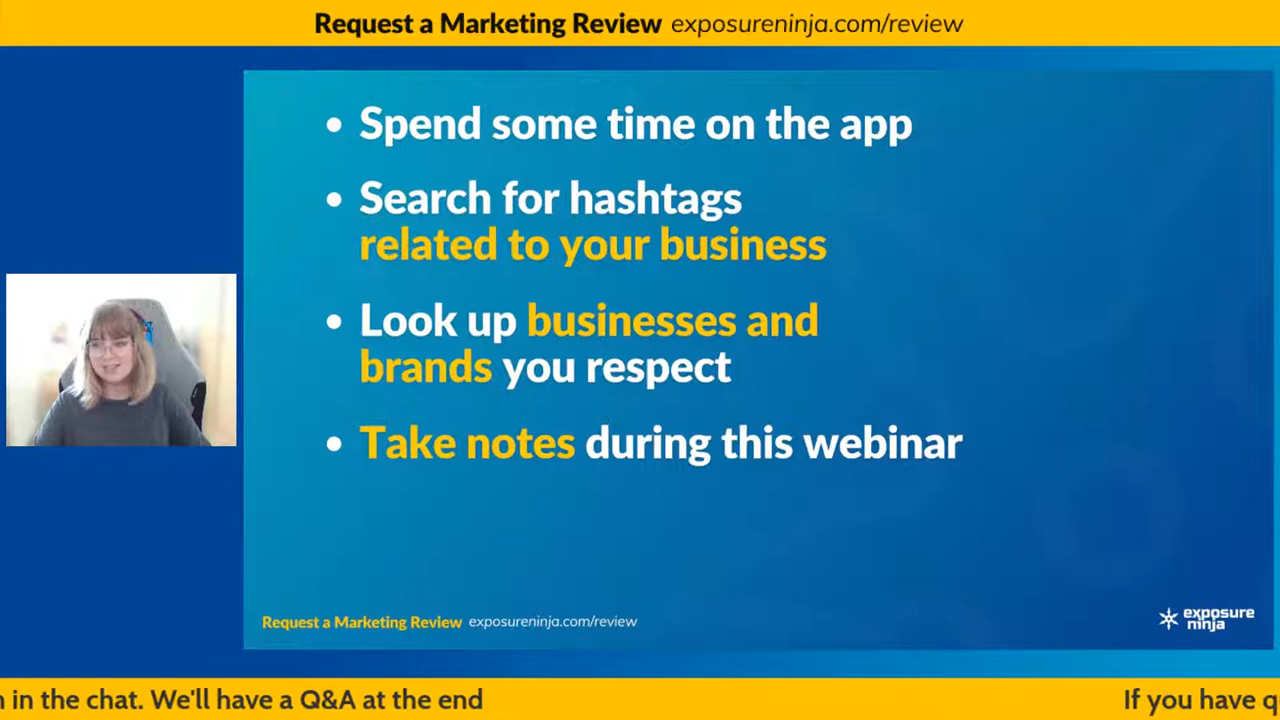 Request a Marketing Review exposureninja.com/review
• Spend some time on the app
• Search for hashtags
related to your business
• Look up businesses and
brands you respect
• Take notes during this webinar
Request a Marketing Review exposureninja.com/review
exposure
ninja
in the chat. We'll have a Q&A at the end
If you have